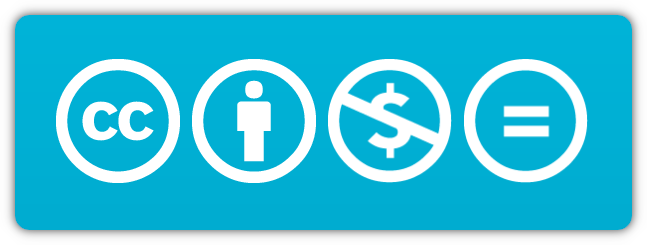 cc $ =